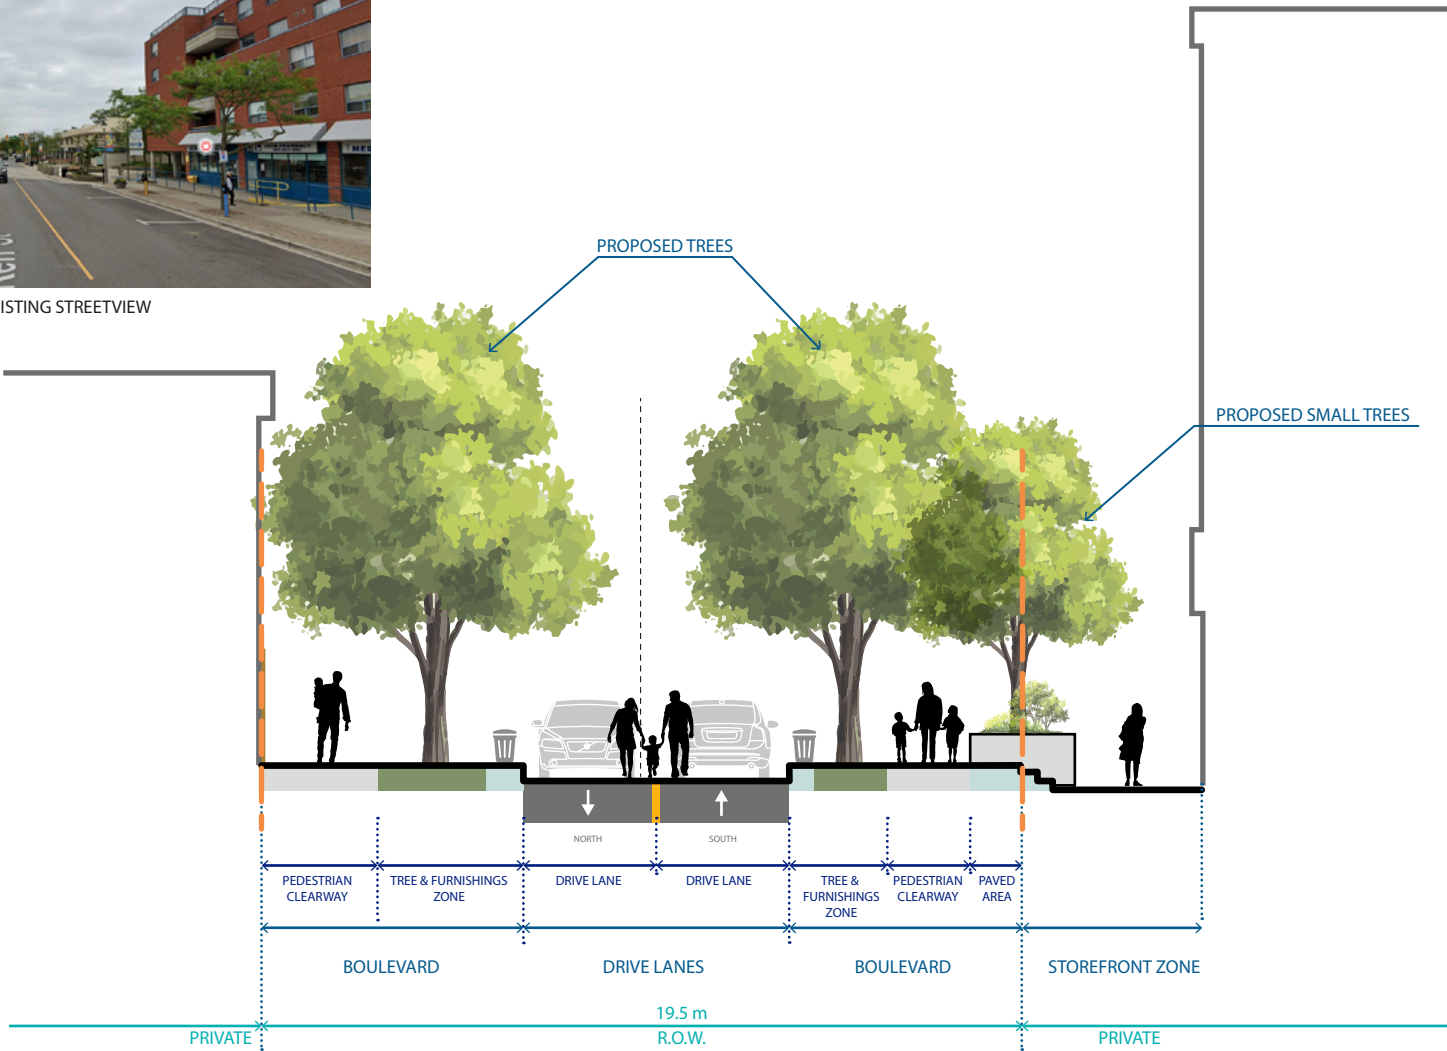 ISTING STREETVIEW
PROPOSED TREES
PROPOSED SMALL TREES
NORTH
SOUTH
PEDESTRIAN
CLEARWAY
TREE & FURNISHINGS
ZONE
DRIVE LANE
DRIVE LANE
TREE &
FURNISHINGS
ZONE
PEDESTRIAN
CLEARWAY
PAVED
AREA
BOULEVARD
DRIVE LANES
BOULEVARD
STOREFRONT ZONE
19.5 m
PRIVATE
R.O.W.
PRIVATE